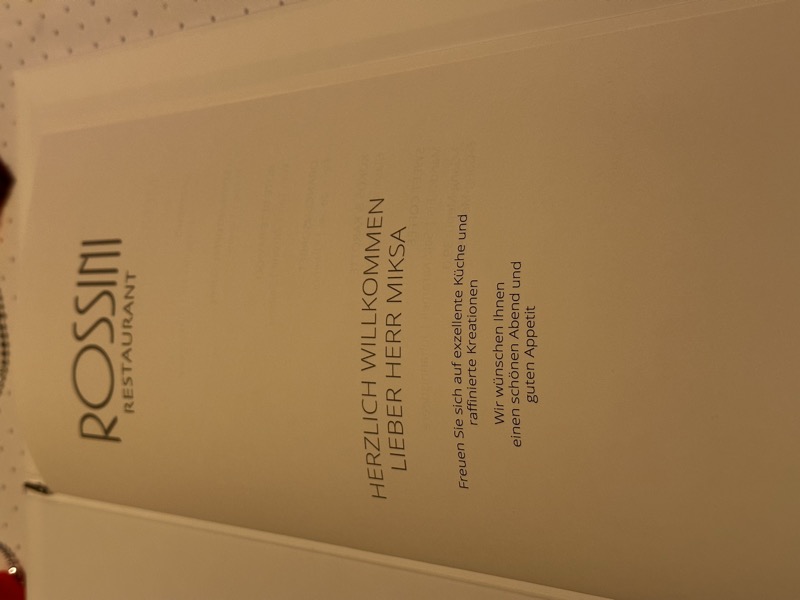 ROSSINI
RESTAURANT
HERZLICH WILLKOMMEN
LIEBER HERR MIKSA
Freuen Sie sich auf exzellente Küche und
raffinierte Kreationen
Wir wünschen Ihnen
einen schönen Abend und
guten Appetit